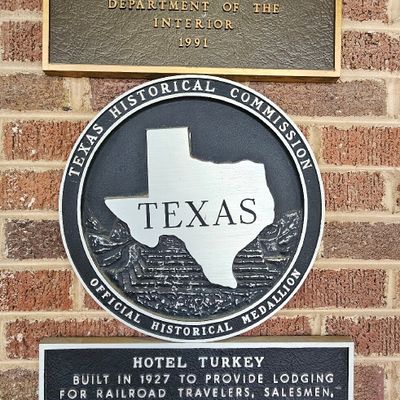 DEPARTMENT OF THE
INTERIOR
1991
TEXAS HISTORICAL COMMISSION
TEXAS
OFFICIAL HISTORICAL MEDALLION
HOTEL TURKEY
BUILT IN 1927 TO PROVIDE LODGING
FOR RAILROAD TRAVELERS, SALESMEN,